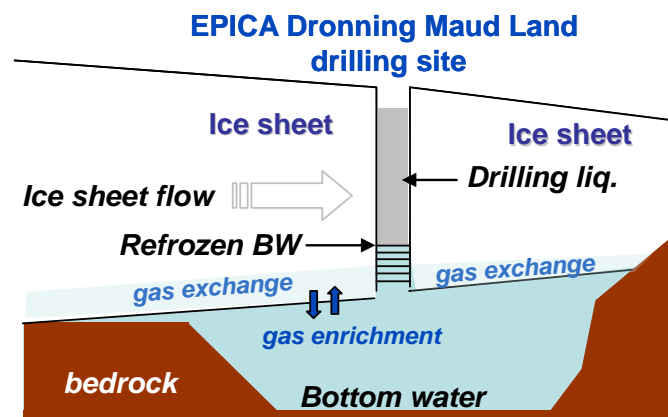 EPICA Dronning Maud Land
drilling site
Ice sheet
Ice sheet
Drilling liq.
Ice sheet flow
Refrozen BW
gas exchange
gas exchange
gas enrichment
bedrock
Bottom water